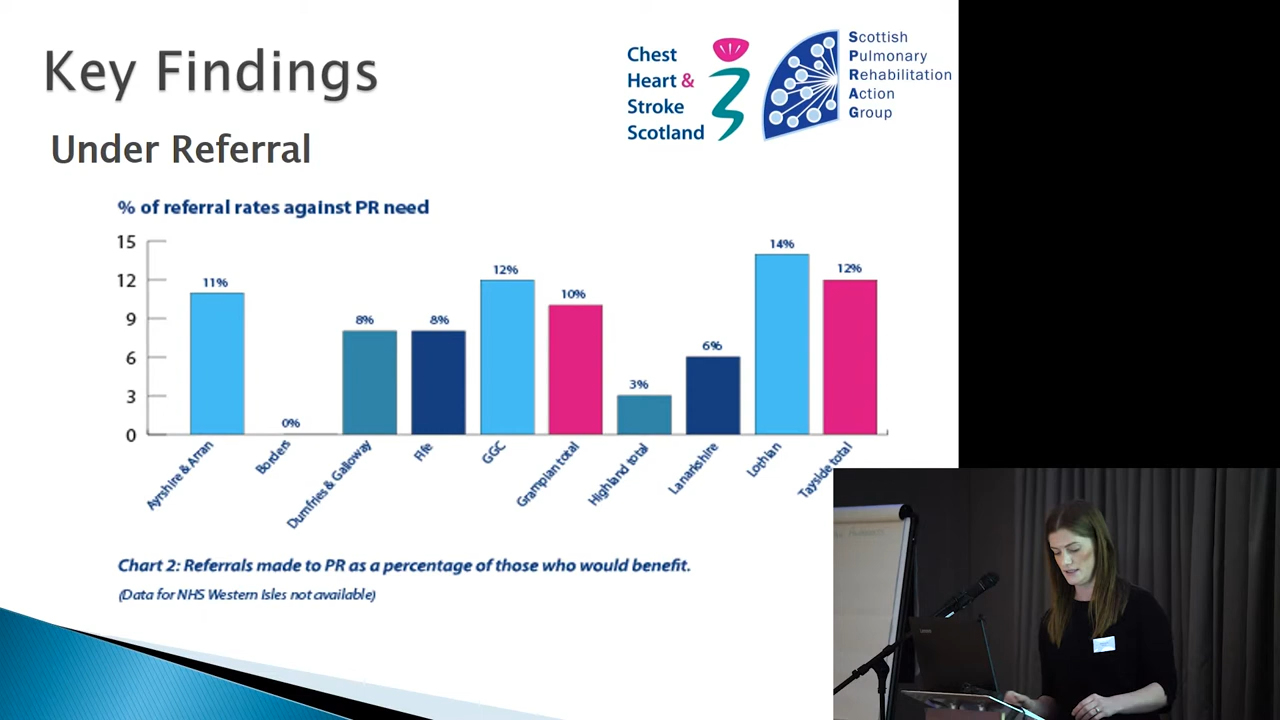 Key Findings
Under Referral
Chest
Heart &
Stroke
Scotland
Scottish
Pulmonary
Rehabilitation
Action
Group
% of referral rates against PR need
15
12
9
6
3
0
11%
0%
8%
8%
12%
10%
3%
6%
14%
12%
Ayrshire & Arran
Borders
Dumfries & Galloway
Fife
GGC
Grampian total
Highland total
Lanarkshire
Lothian
Tayside total
Chart 2: Referrals made to PR as a percentage of those who would benefit.
(Data for NHS Western Isles not available)